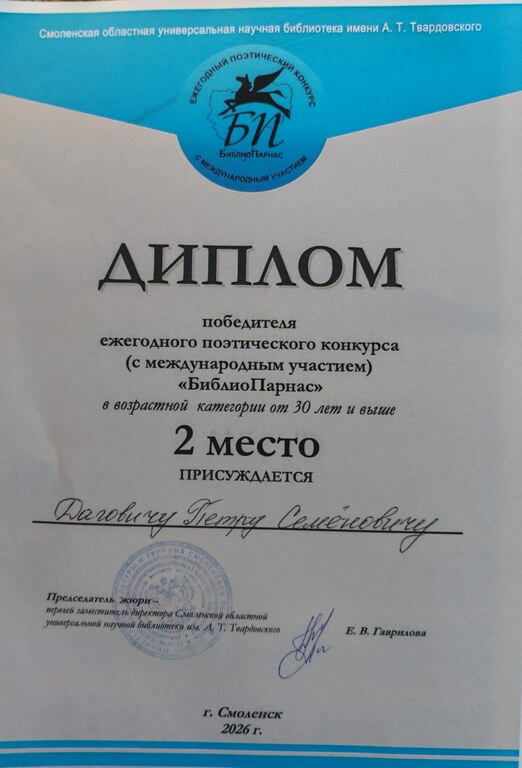 Смоленская областная универсальная научная библиотека имени А. Т. Твардовского
ЕЖЕГОДНЫЙ ПОЭТИЧЕСКИЙ КОНКУРС
БП
БиблиоПарнас
С МЕЖДУНАРОДНЫМ УЧАСТИЕМ
ДИПЛОМ
победителя
ежегодного поэтического конкурса
(с международным участием)
«БиблиоПарнас»
в возрастной категории от 30 лет и выше
2 место
ПРИСУЖДАЕТСЯ
Даговичу Петру Семёновичу
Председатель жюри –
первый заместитель директора Смоленской областной
универсальной научной библиотеки им. А. Т. Твардовского
Е. В. Гаврилова
г. Смоленск
2026 г.